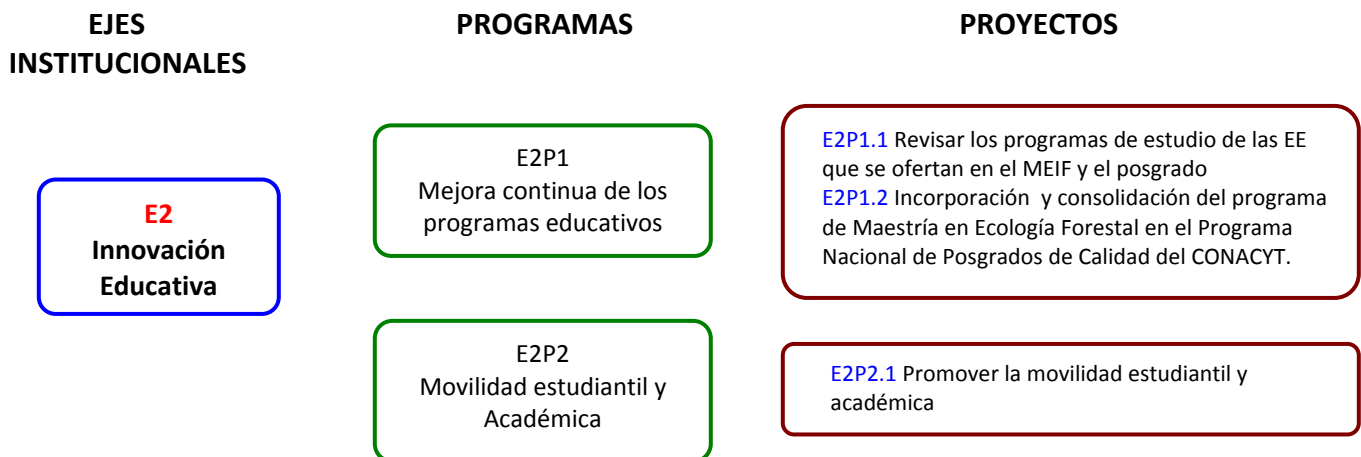 EJES
INSTITUCIONALES
PROGRAMAS
PROYECTOS
E2
Innovación
Educativa
E2P1
Mejora continua de los
programas educativos
E2P1.1 Revisar los programas de estudio de las EE
que se ofertan en el MEIF y el posgrado
E2P1.2 Incorporación y consolidación del programa
de Maestría en Ecología Forestal en el Programa
Nacional de Posgrados de Calidad del CONACYT.
E2P2
Movilidad estudiantil y
Académica
E2P2.1 Promover la movilidad estudiantil y
académica